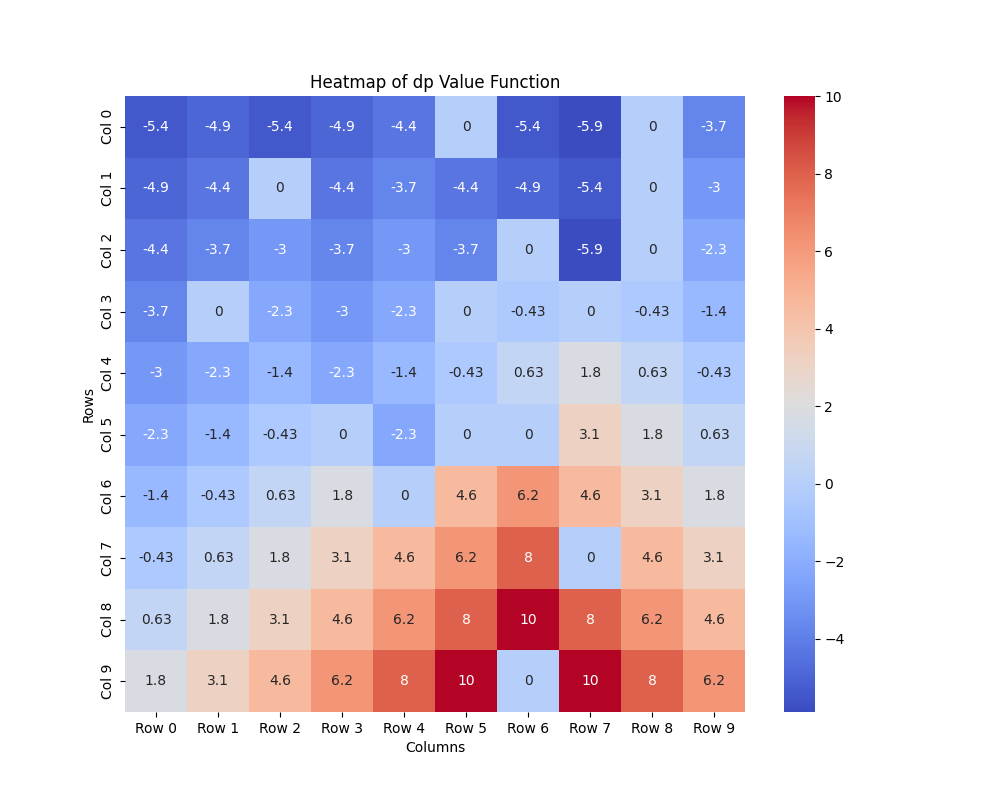 Heatmap of dp Value Function
Col 0 -5.4 -4.9 -5.4 -4.9 -4.4 0 -5.4 -5.9 0 -3.7
Col 1 -4.9 -4.4 0 -4.4 -3.7 -4.4 -4.9 -5.4 0 -3
Col 2 -4.4 -3.7 -3 -3.7 -3 -3.7 0 -5.9 0 -2.3
Col 3 -3.7 0 -2.3 -3 -2.3 0 -0.43 0 -0.43 -1.4
Col 4 -3 -2.3 -1.4 -2.3 -1.4 -0.43 0.63 1.8 0.63 -0.43
Col 5 -2.3 -1.4 -0.43 0 -2.3 0 0 3.1 1.8 0.63
Col 6 -1.4 -0.43 0.63 1.8 0 4.6 6.2 4.6 3.1 1.8
Col 7 -0.43 0.63 1.8 3.1 4.6 6.2 8 0 4.6 3.1
Col 8 0.63 1.8 3.1 4.6 6.2 8 10 8 6.2 4.6
Col 9 1.8 3.1 4.6 6.2 8 10 0 10 8 6.2
Row 0 Row 1 Row 2 Row 3 Row 4 Row 5 Row 6 Row 7 Row 8 Row 9
Columns
Rows
10
8
6
4
2
0
−2
−4